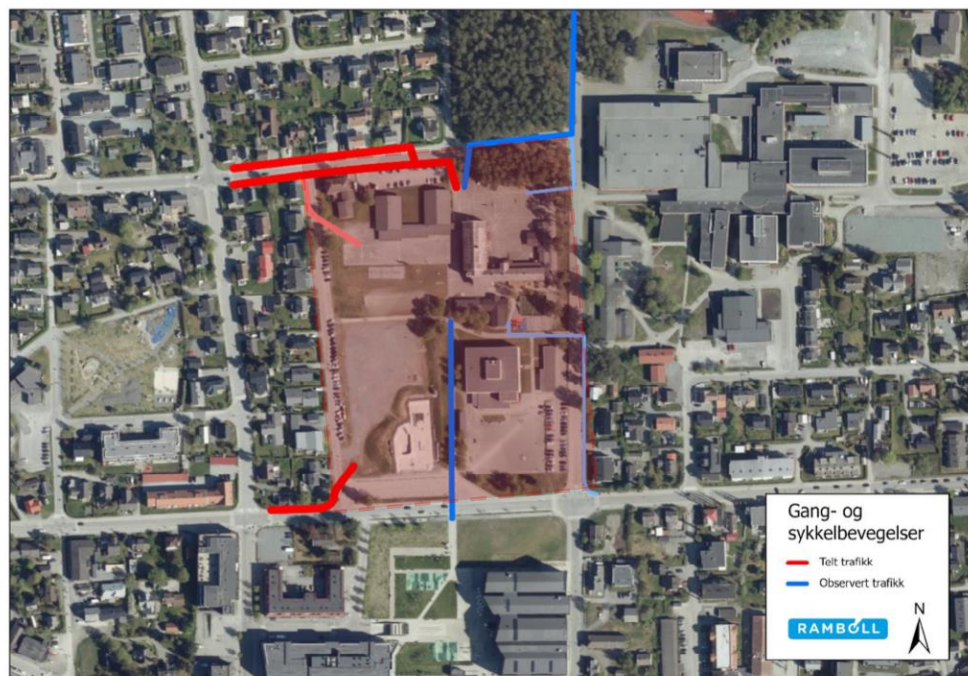 Gang- og
sykkelbevegelser
Telt trafikk
Observert trafikk
RAMBOLL
N